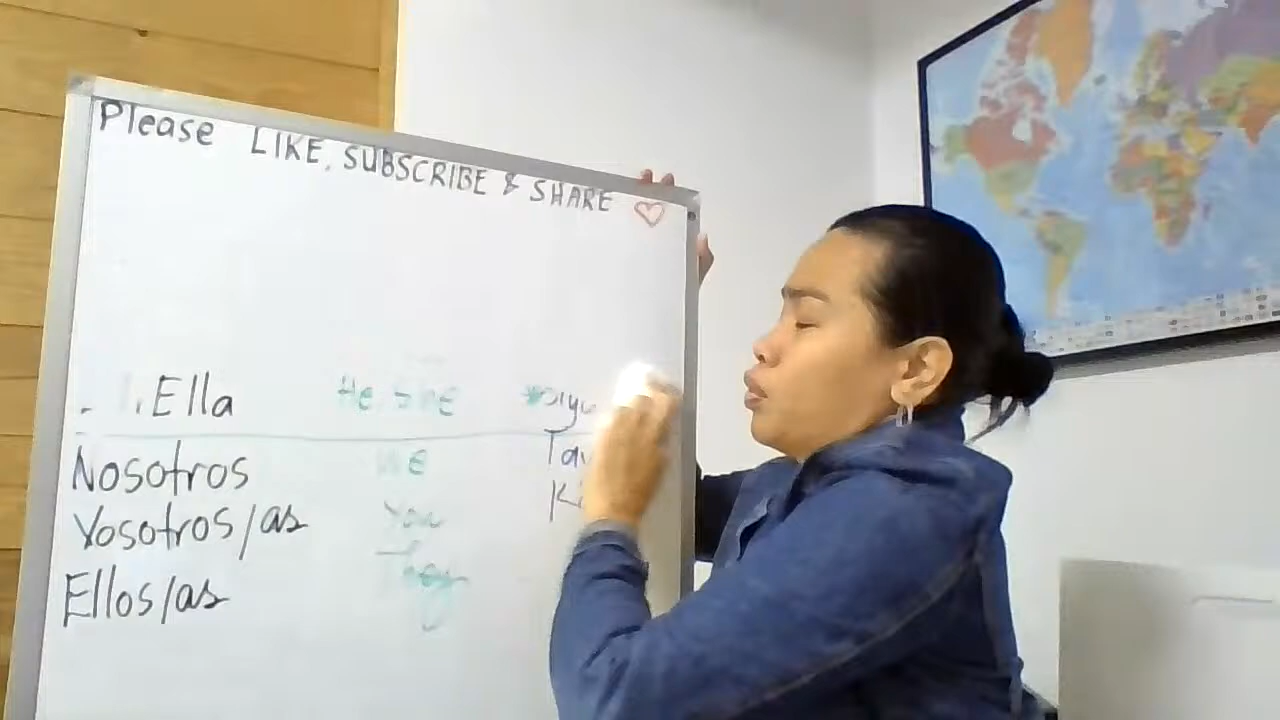 Please LIKE, SUBSCRIBE & SHARE
Ella He She
Nosotros WE
Vosotros/as You
Ellos/as They